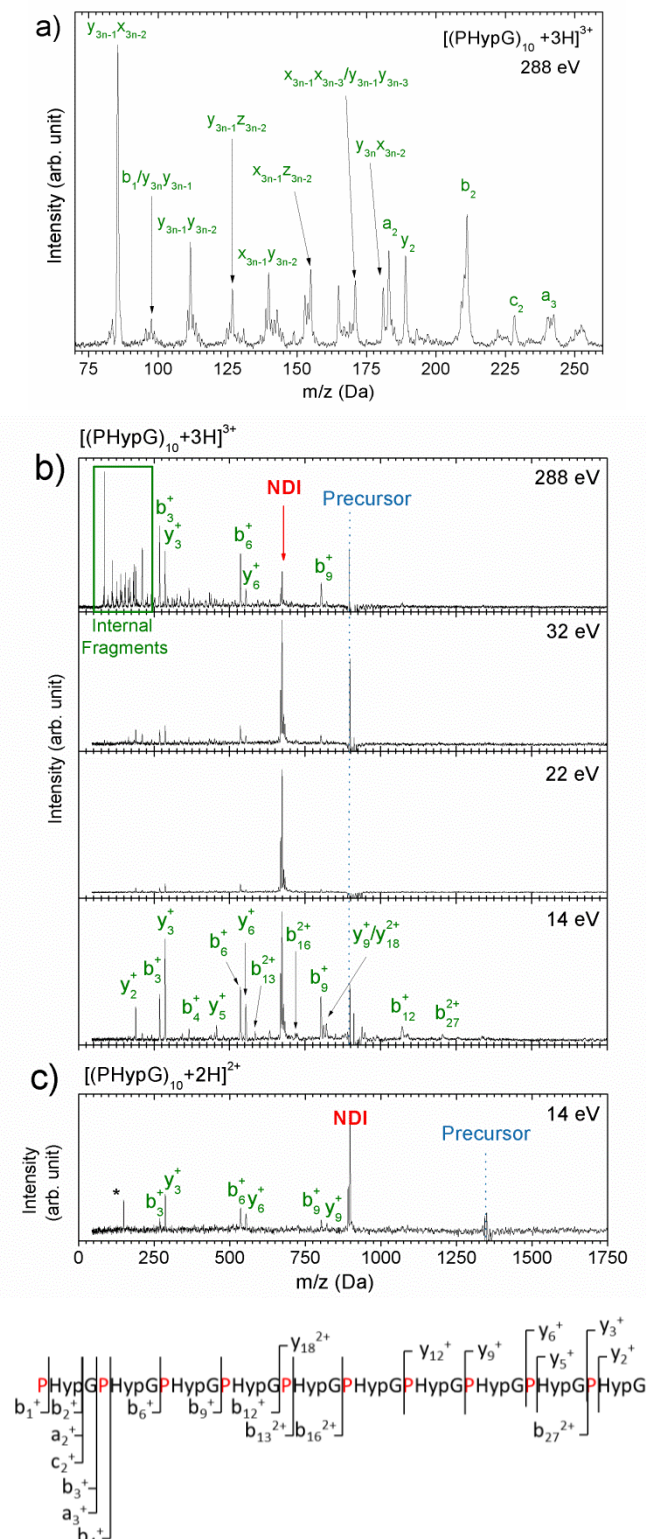 a)
[(PHypG)10 +3H]3+
288 eV
y3n-1x3n-2
x3n-1x3n-3/y3n-1y3n-3
y3n-1z3n-2
y3nx3n-2
b1/y3ny3n-1
x3n-1z3n-2
b2
y3n-1y3n-2
a2
y2
x3n-1y3n-2
c2
a3
Intensity (arb. unit)
75 100 125 150 175 200 225 250
m/z (Da)
[(PHypG)10+3H]3+
b)
288 eV
NDI
Precursor
b3+
y3+
b6+
y6+
b9+
Internal
Fragments
32 eV
Intensity (arb. unit)
22 eV
14 eV
y2+
b3+
y3+
b4+
y5+
b6+
y6+
b132+
b162+
b9+
y9+/y182+
b12+
b272+
c)
[(PHypG)10+2H]2+
14 eV
NDI
Precursor
*
b3+
y3+
b6+
y6+
b9+
y9+
Intensity
(arb. unit)
0 250 500 750 1000 1250 1500 1750
m/z (Da)
y182+ y12+ y9+ y6+ y5+ y3+ y2+
PHypGPHypGPHypGPHypGPHypGPHypGPHypGPHypGPHypGPHypG
b1+ b2+ b6+ b9+ b12+ b132+ b162+ b272+
a2+
c2+
b3+
a3+